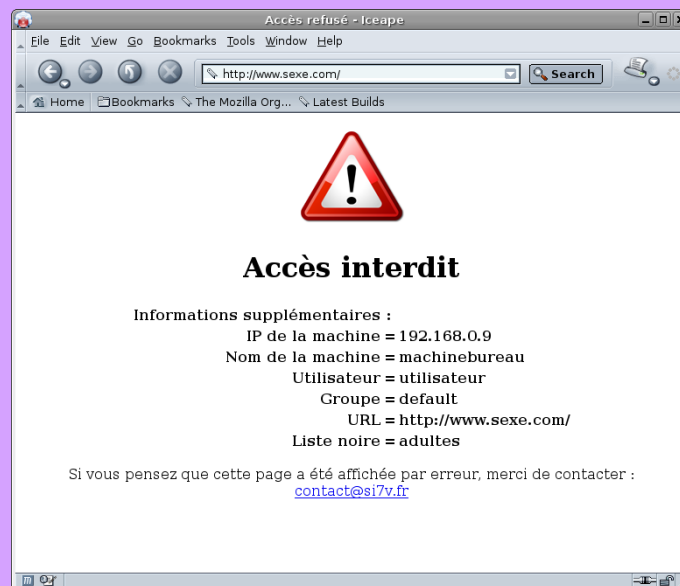 Accès refusé - Iceape
File Edit View Go Bookmarks Tools Window Help
http://www.sexe.com/ Search
Home Bookmarks The Mozilla Org... Latest Builds
Accès interdit
Informations supplémentaires :
IP de la machine = 192.168.0.9
Nom de la machine = machinebureau
Utilisateur = utilisateur
Groupe = default
URL = http://www.sexe.com/
Liste noire = adultes
Si vous pensez que cette page a été affichée par erreur, merci de contacter :
contact@si7v.fr